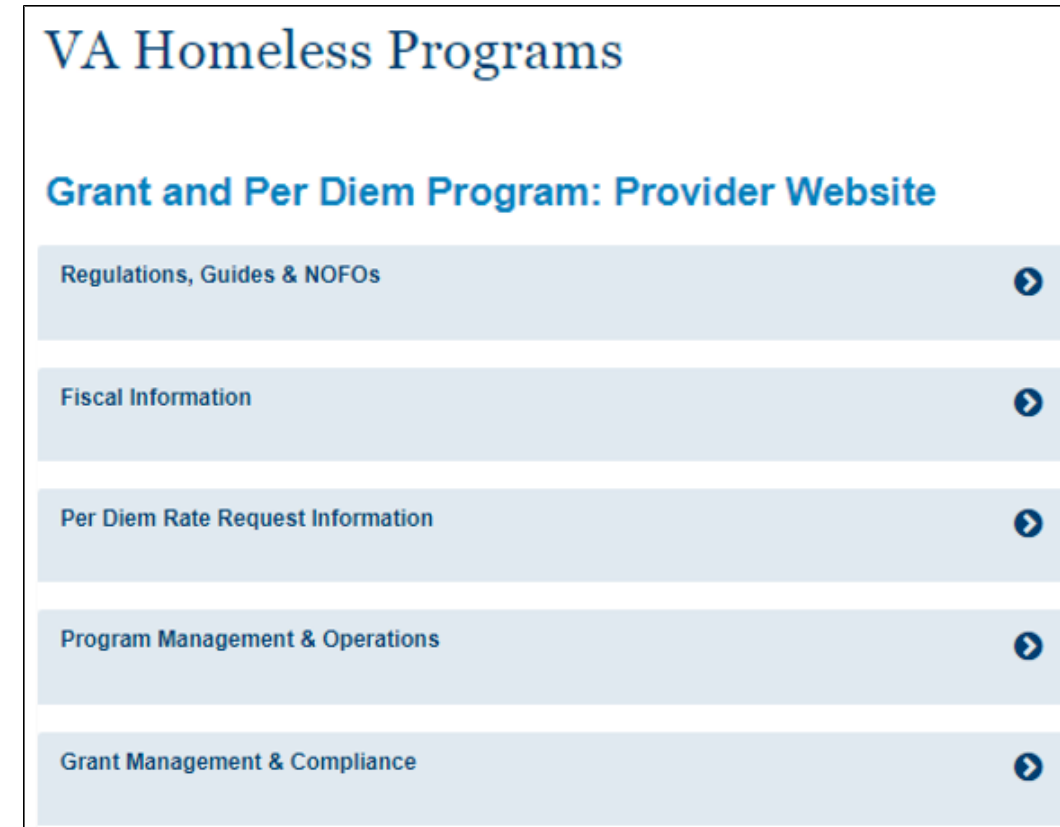 VA Homeless Programs
Grant and Per Diem Program: Provider Website
Regulations, Guides & NOFOs
Fiscal Information
Per Diem Rate Request Information
Program Management & Operations
Grant Management & Compliance